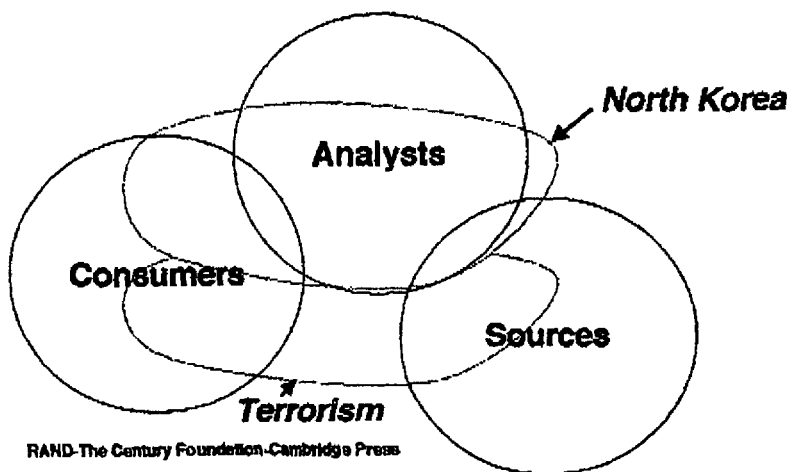 North Korea
Analysts
Consumers
Sources
Terrorism
RAND-The Century Foundation-Cambridge Press